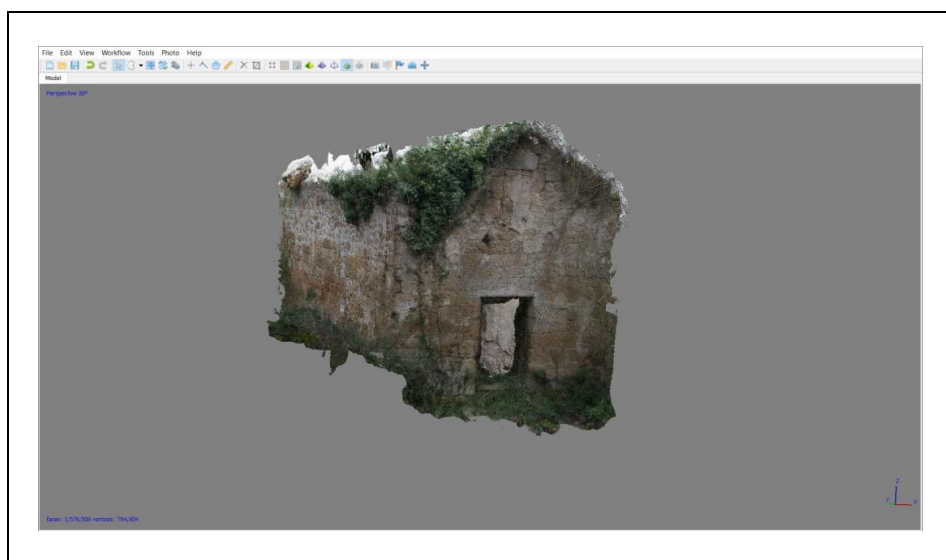 File Edit View Workflow Tools Photo Help
Model
Perspective 30°
Z
Y
X
faces: 1,576,500 vertices: 794,904